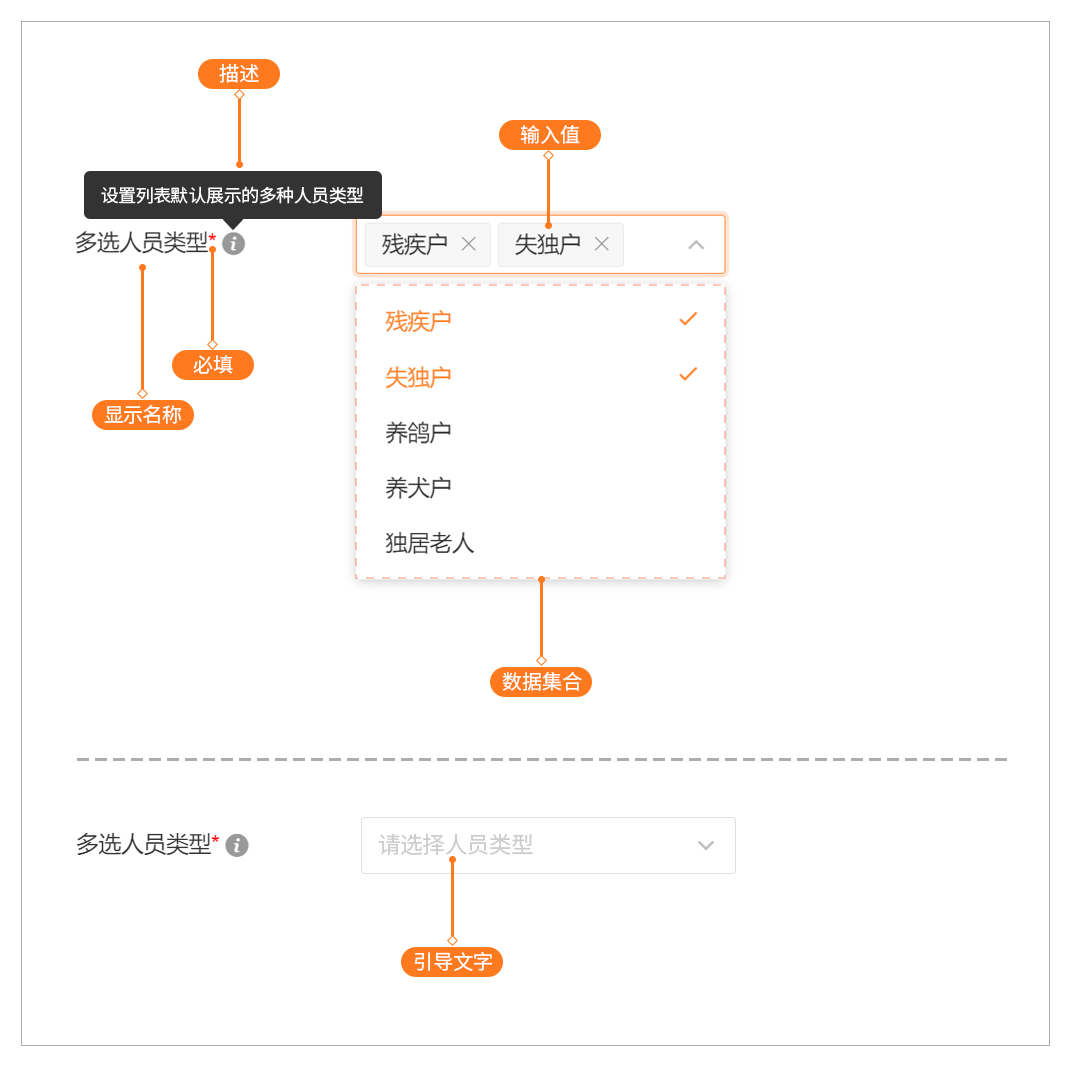 描述
输入值
设置列表默认展示的多种人员类型
多选人员类型*
残疾户
失独户
残疾户
失独户
必填
显示名称
养鸽户
养犬户
独居老人
数据集合
多选人员类型*
请选择人员类型
引导文字